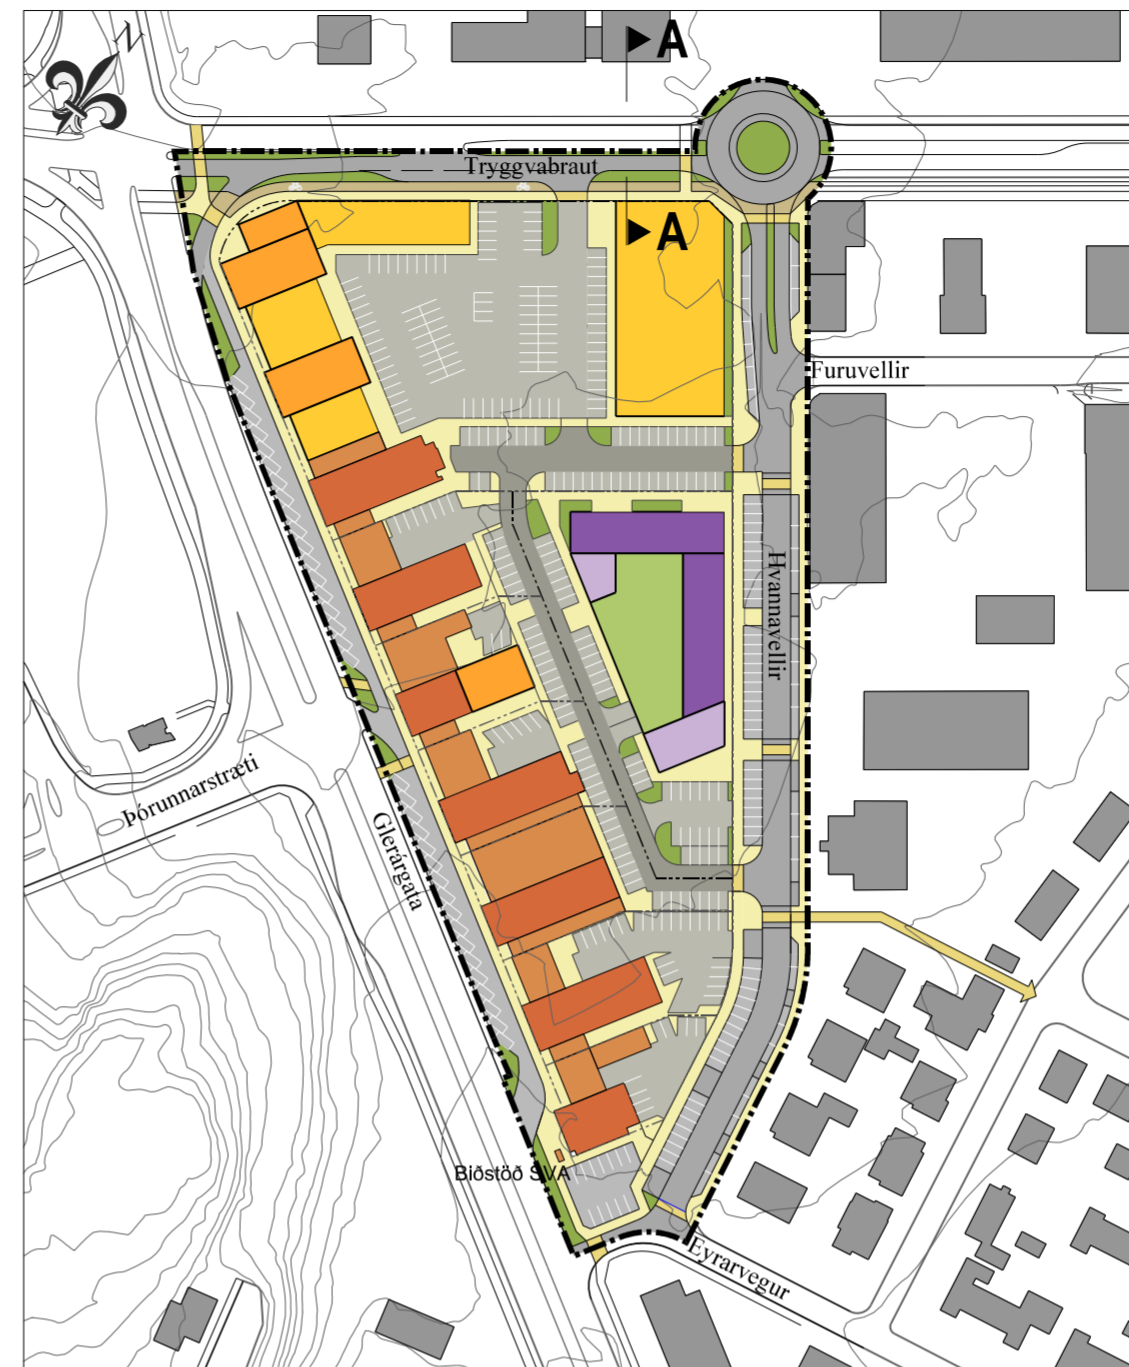 N
A
Tryggvabraut
A
Furuvellir
Hvannavellir
Þórunnarstræti
Glerárgata
Biðstöð SVA
Eyrarvegur